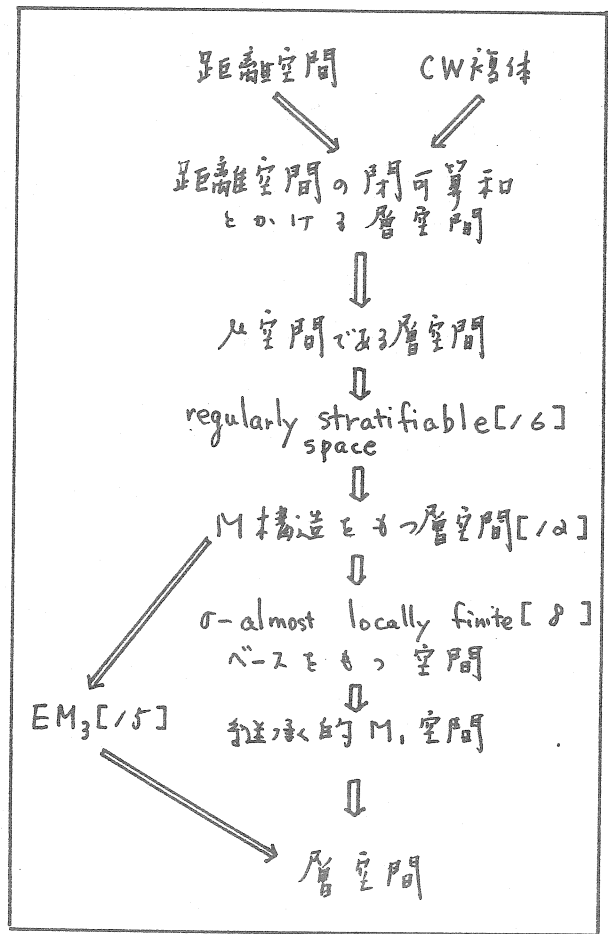 距離空間 CW複体
距離空間の閉可算和
とかける層空間
μ空間である層空間
regularly stratifiable[16]
space
M構造をもつ層空間[12]
σ-almost locally finite[8]
ベースをもつ 空間
EM₃[15]
継承的M₁空間
層空間